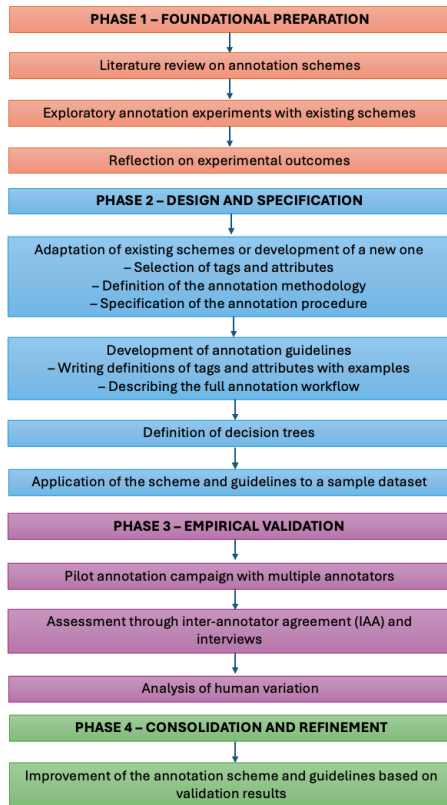 PHASE 1 – FOUNDATIONAL PREPARATION
Literature review on annotation schemes
Exploratory annotation experiments with existing schemes
Reflection on experimental outcomes
PHASE 2 – DESIGN AND SPECIFICATION
Adaptation of existing schemes or development of a new one
– Selection of tags and attributes
– Definition of the annotation methodology
– Specification of the annotation procedure
Development of annotation guidelines
– Writing definitions of tags and attributes with examples
– Describing the full annotation workflow
Definition of decision trees
Application of the scheme and guidelines to a sample dataset
PHASE 3 – EMPIRICAL VALIDATION
Pilot annotation campaign with multiple annotators
Assessment through inter-annotator agreement (IAA) and
interviews
Analysis of human variation
PHASE 4 – CONSOLIDATION AND REFINEMENT
Improvement of the annotation scheme and guidelines based on
validation results